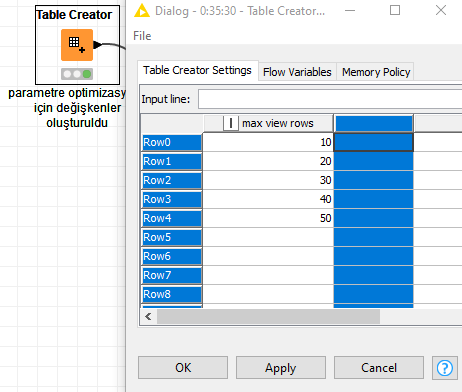 Table Creator
parametre optimizasy
için değişkenler
oluşturuldu
Dialog - 0:35:30 - Table Creator...
File
Table Creator Settings
Flow Variables
Memory Policy
Input line:
I max view rows
Row0 10
Row1 20
Row2 30
Row3 40
Row4 50
Row5
Row6
Row7
Row8
OK
Apply
Cancel
?